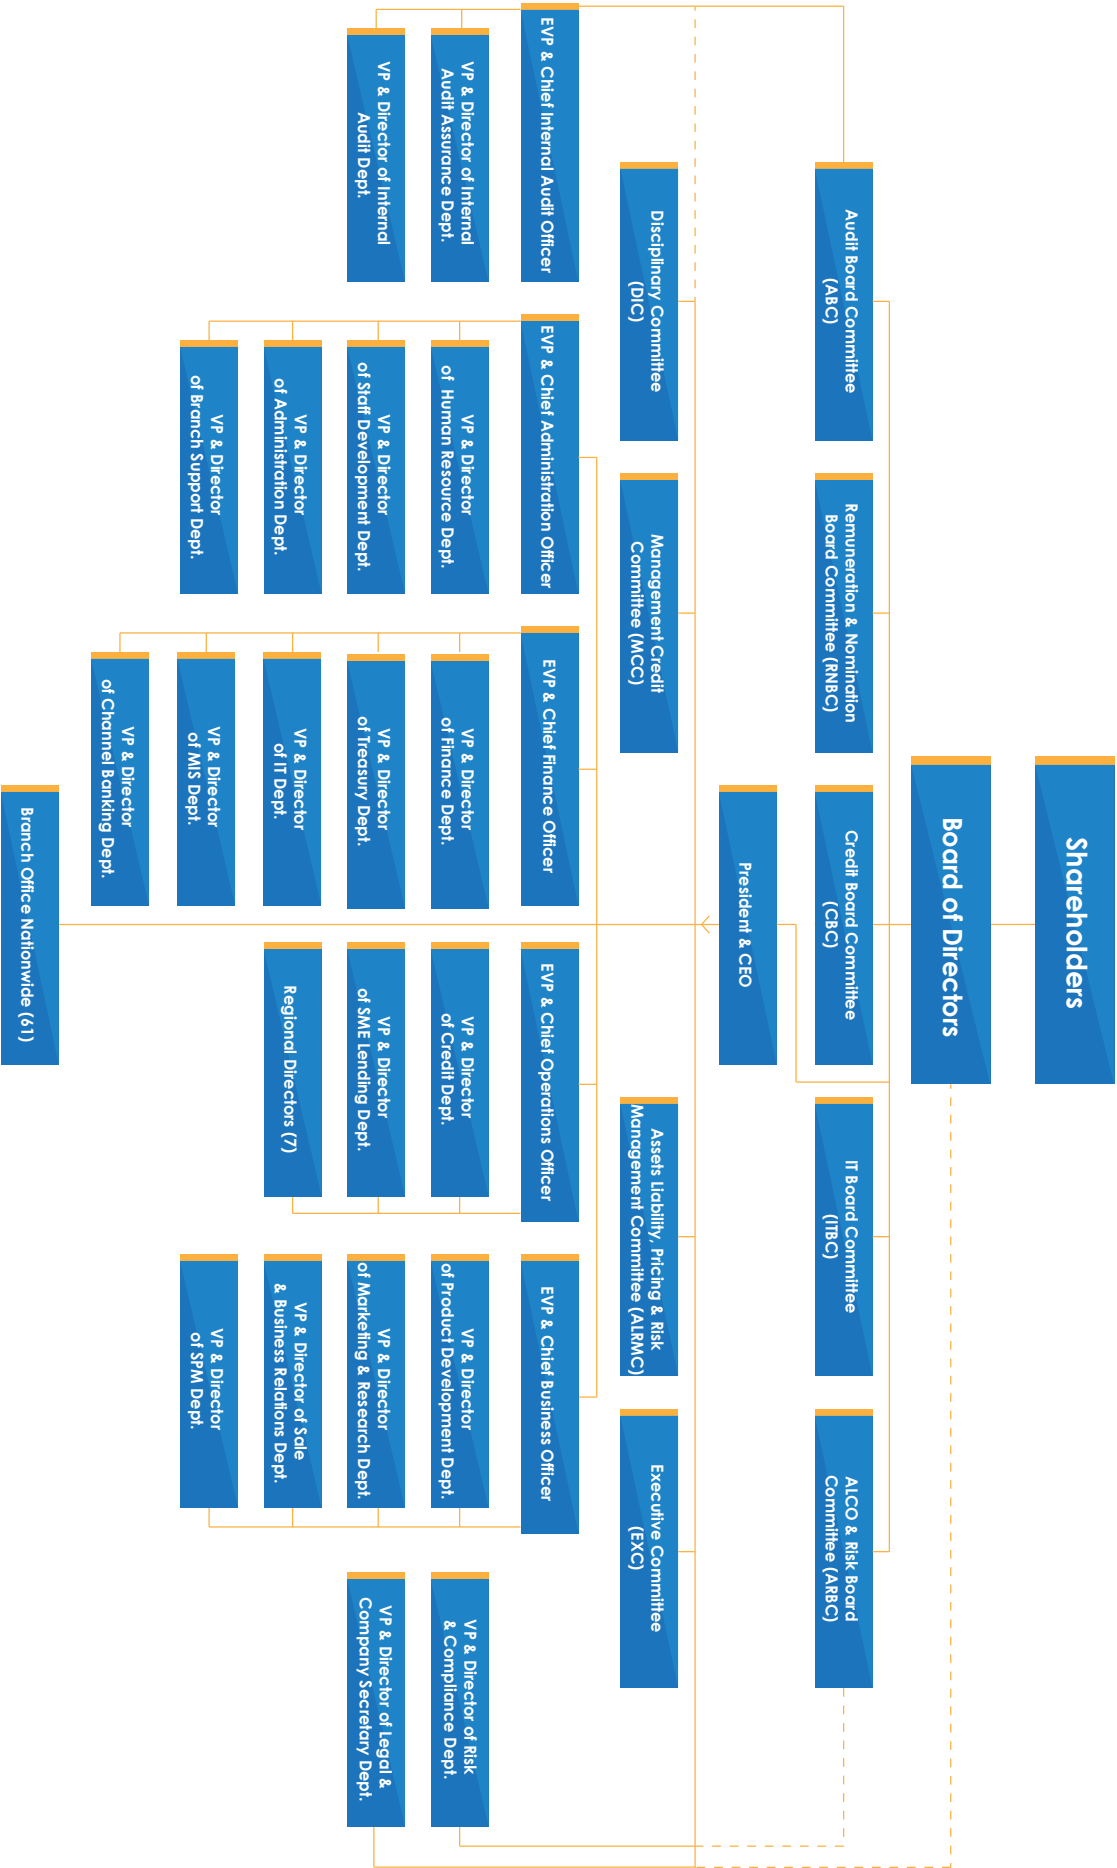 Shareholders
Board of Directors
Audit Board Committee
(ABC)
Remuneration & Nomination
Board Committee (RNBC)
Credit Board Committee
(CBC)
IT Board Committee
(ITBC)
ALCO & Risk Board
Committee (ARBC)
President & CEO
Disciplinary Committee
(DIC)
Management Credit
Committee (MCC)
Assets Liability, Pricing & Risk
Management Committee (ALRMC)
Executive Committee
(EXC)
EVP & Chief Internal Audit Officer
VP & Director of Internal
Audit Assurance Dept.
VP & Director of Internal
Audit Dept.
EVP & Chief Administration Officer
VP & Director
of Human Resource Dept.
VP & Director
of Staff Development Dept.
VP & Director
of Administration Dept.
VP & Director
of Branch Support Dept.
EVP & Chief Finance Officer
VP & Director
of Finance Dept.
VP & Director
of Treasury Dept.
VP & Director
of IT Dept.
VP & Director
of MIS Dept.
VP & Director
of Channel Banking Dept.
EVP & Chief Operations Officer
VP & Director
of Credit Dept.
VP & Director
of SME Lending Dept.
Regional Directors (7)
EVP & Chief Business Officer
VP & Director
of Product Development Dept.
VP & Director
of Marketing & Research Dept.
VP & Director of Sale
& Business Relations Dept.
VP & Director
of SPM Dept.
VP & Director of Risk
& Compliance Dept.
VP & Director of Legal &
Company Secretary Dept.
Branch Office Nationwide (61)